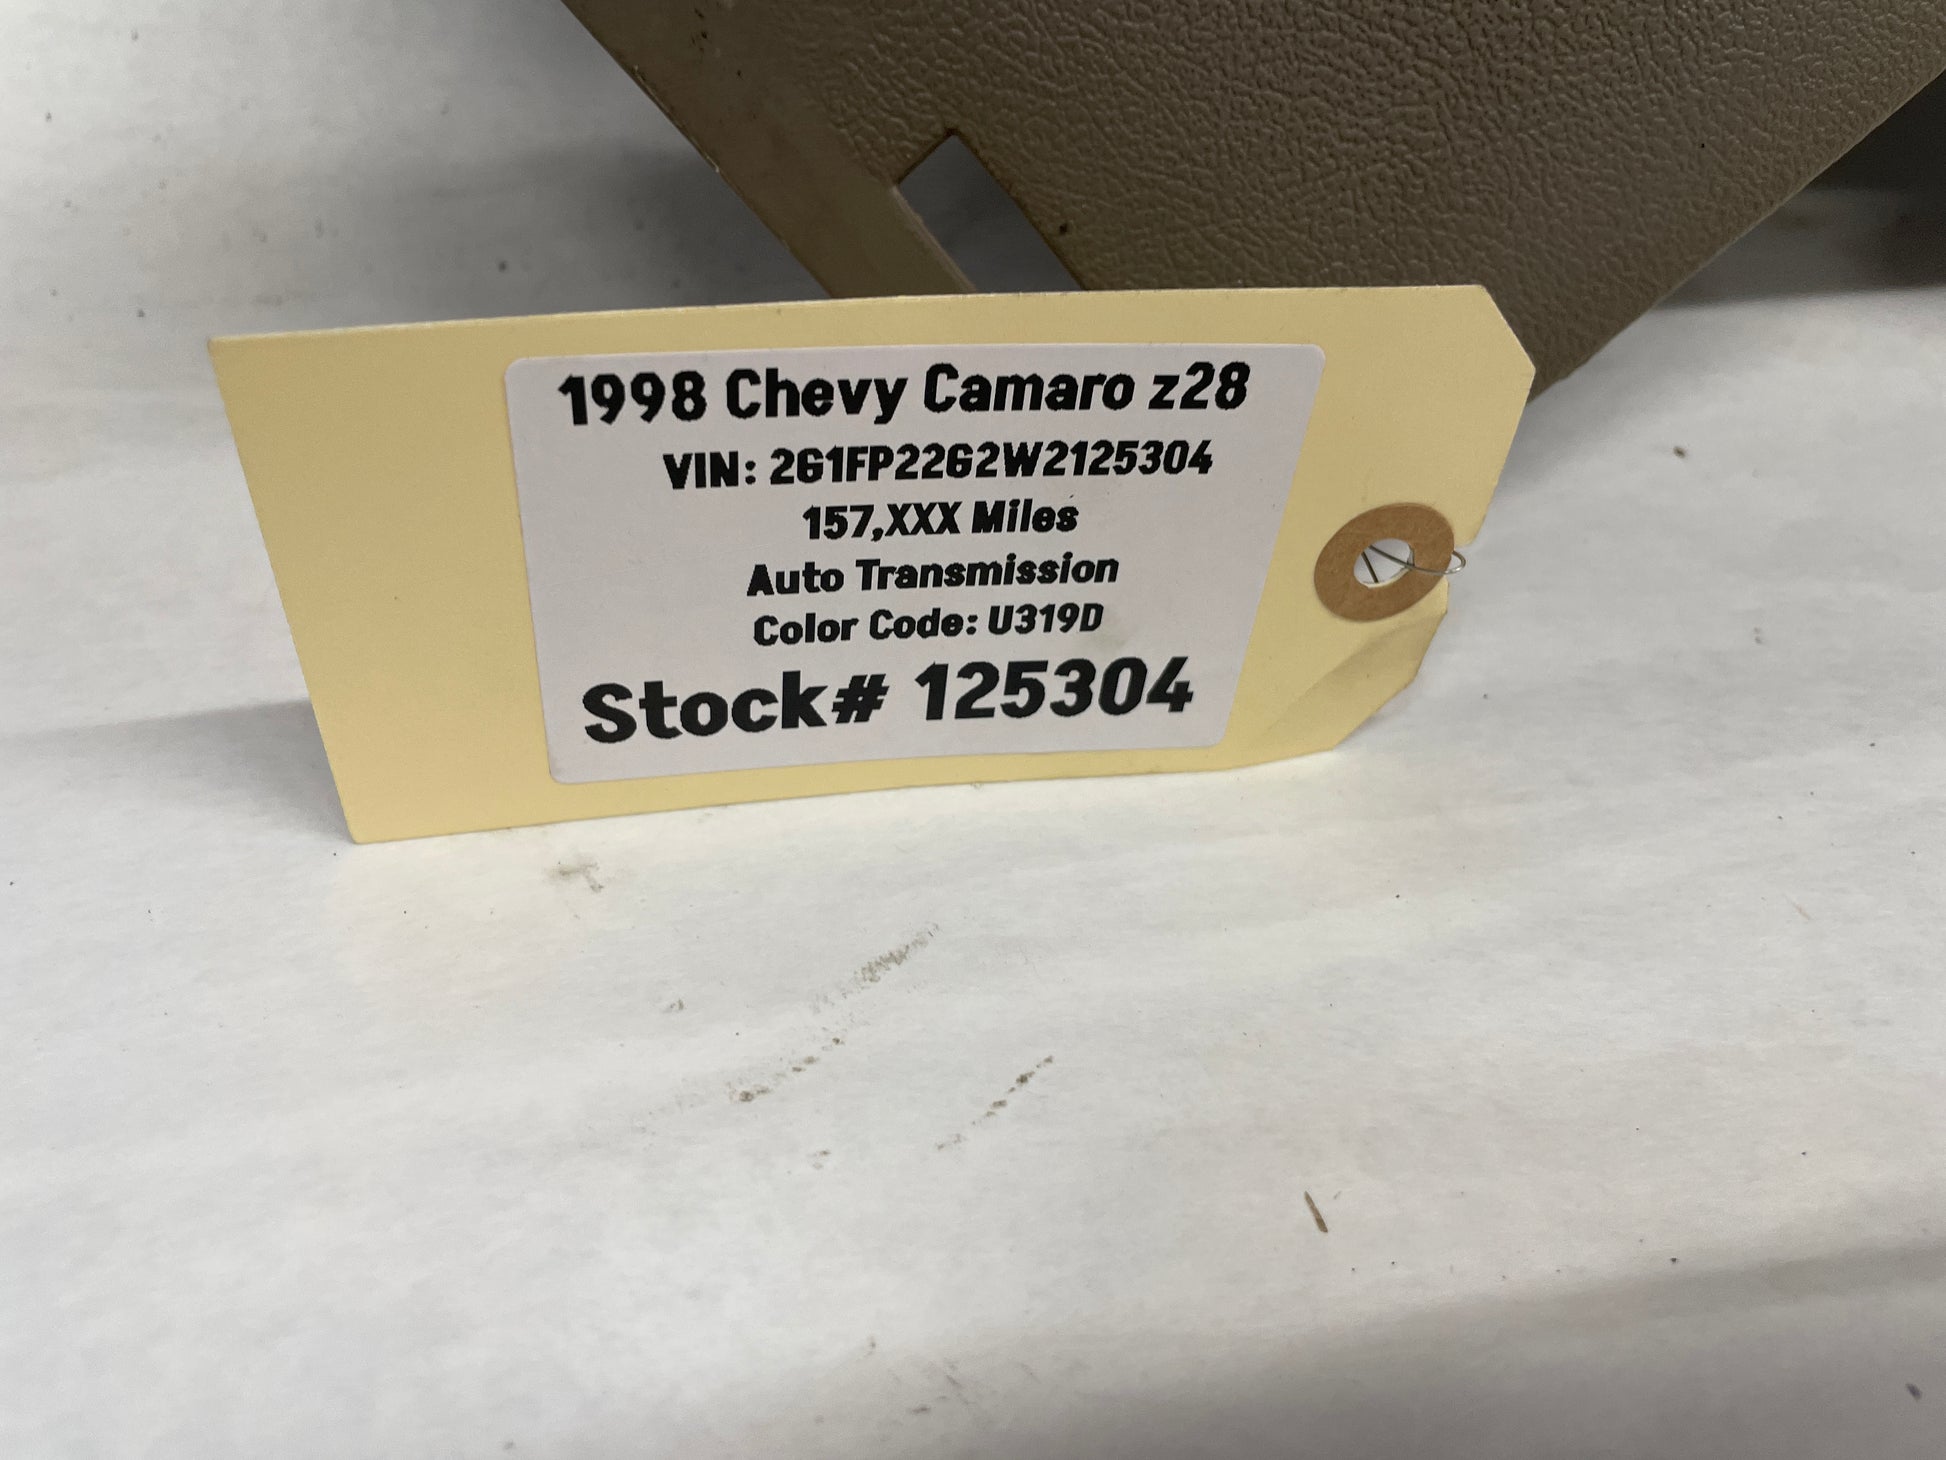 1998 Chevy Camaro z28
VIN: 2G1FP22G2W2125304
157,XXX Miles
Auto Transmission
Color Code: U319D
Stock# 125304